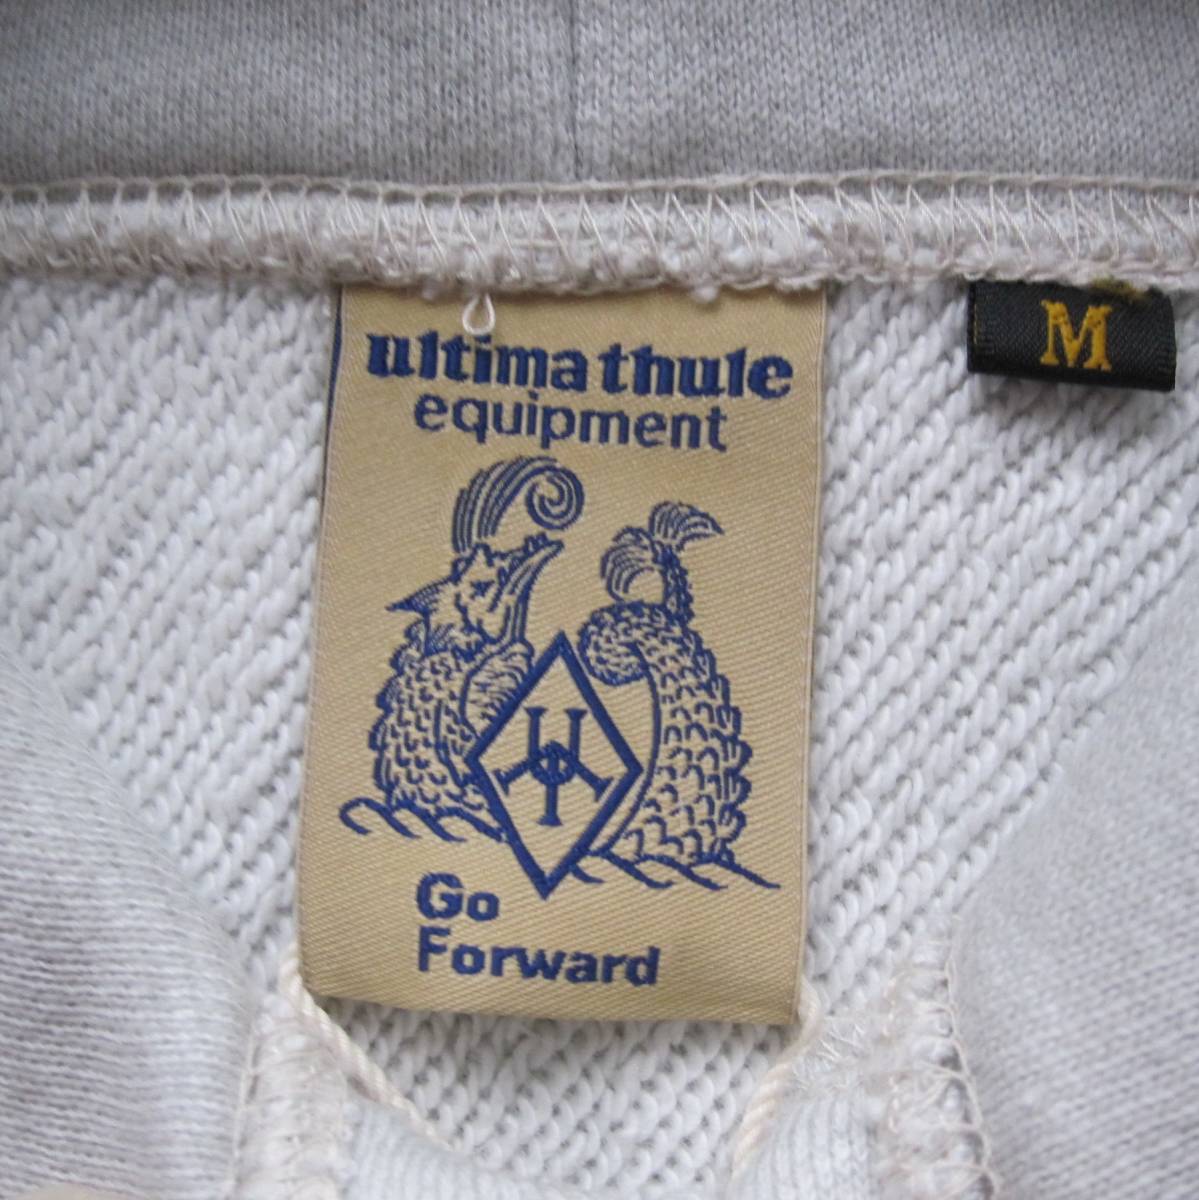 ultima thule
equipment
M
Go
Forward